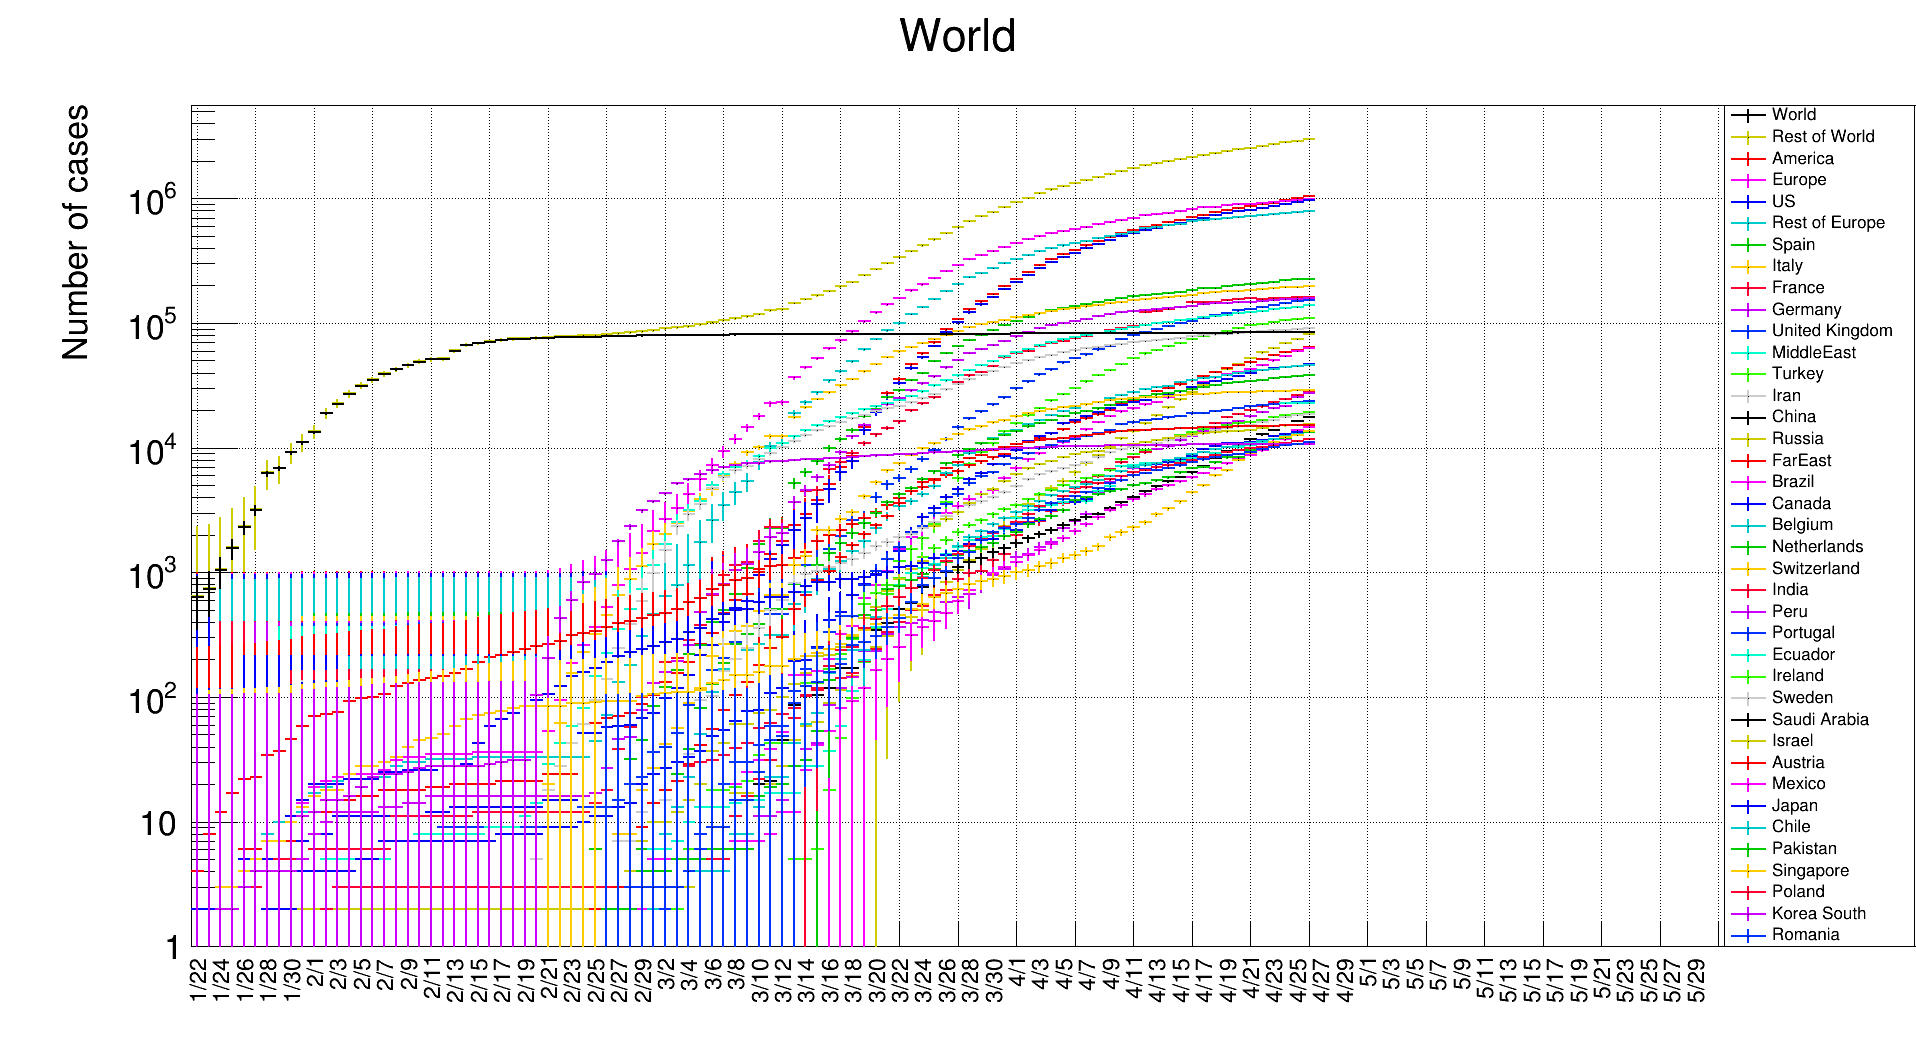 World
Number of cases
10^6
10^5
10^4
10^3
10^2
10
1
1/22 1/24 1/26 1/28 1/30 2/1 2/3 2/5 2/7 2/9 2/11 2/13 2/15 2/17 2/19 2/21 2/23 2/25 2/27 2/29 3/2 3/4 3/6 3/8 3/10 3/12 3/14 3/16 3/18 3/20 3/22 3/24 3/26 3/28 3/30 4/1 4/3 4/5 4/7 4/9 4/11 4/13 4/15 4/17 4/19 4/21 4/23 4/25 4/27 4/29 5/1 5/3 5/5 5/7 5/9 5/11 5/13 5/15 5/17 5/19 5/21 5/23 5/25 5/27 5/29
World
Rest of World
America
Europe
US
Rest of Europe
Spain
Italy
France
Germany
United Kingdom
MiddleEast
Turkey
Iran
China
Russia
FarEast
Brazil
Canada
Belgium
Netherlands
Switzerland
India
Peru
Portugal
Ecuador
Ireland
Sweden
Saudi Arabia
Israel
Austria
Mexico
Japan
Chile
Pakistan
Singapore
Poland
Korea South
Romania